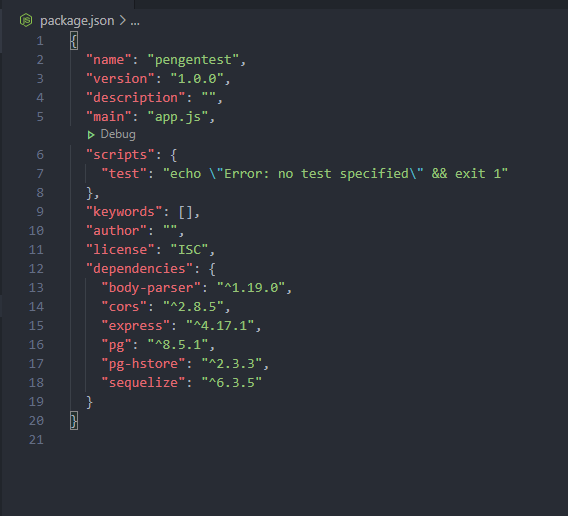 package.json > ...
1 {
2 "name": "pengentest",
3 "version": "1.0.0",
4 "description": "",
5 "main": "app.js",
Debug
6 "scripts": {
7 "test": "echo \"Error: no test specified\" && exit 1"
8 },
9 "keywords": [],
10 "author": "",
11 "license": "ISC",
12 "dependencies": {
13 "body-parser": "^1.19.0",
14 "cors": "^2.8.5",
15 "express": "^4.17.1",
16 "pg": "^8.5.1",
17 "pg-hstore": "^2.3.3",
18 "sequelize": "^6.3.5"
19 }
20 }
21